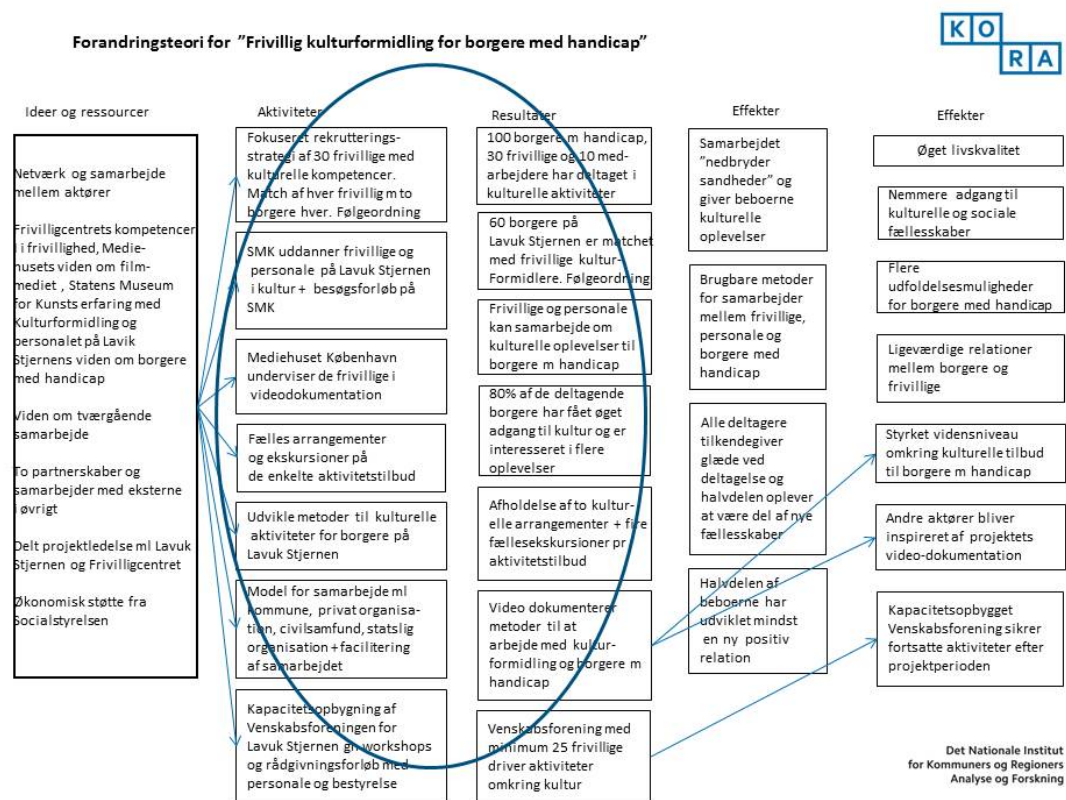 Forandringsteori for "Frivillig kulturformidling for borgere med handicap"
KO
RA
Ideer og ressourcer
Netværk og samarbejde
mellem aktører
Frivilligcentrets kompetencer
i frivillighed, Medie-
husets viden om film-
mediet , Statens Museum
for Kunsts erfaring med
Kulturformidling og
personalet på Lavik
Stjernens viden om borgere
med handicap
Viden om tværgående
samarbejde
To partnerskaber og
samarbejder med eksterne
i øvrigt
Delt projektledelse ml Lavuk
Stjernen og Frivilligcentret
Økonomisk støtte fra
Socialstyrelsen
Aktiviteter
Fokuseret rekrutterings-
strategi af 30 frivillige med
kulturelle kompetencer.
Match af hver frivillig m to
borgere hver. Følgeordning
SMK uddanner frivillige og
personale på Lavuk Stjernen
i kultur + besøgsforløb på
SMK
Mediehuset København
underviser de frivillige i
videodokumentation
Fælles arrangementer
og ekskursioner på
de enkelte aktivitetstilbud
Udvikle metoder til kulturelle
aktiviteter for borgere på
Lavuk Stjernen
Model for samarbejde ml
kommune, privat organisa-
tion, civilsamfund, statslig
organisation + facilitering
af samarbejdet
Kapacitetsopbygning af
Venskabsforeningen for
Lavuk Stjernen gn workshops
og rådgivningsforløb med
personale og bestyrelse
Resultater
100 borgere m handicap,
30 frivillige og 10 med-
arbejdere har deltaget i
kulturelle aktiviteter
60 borgere på
Lavuk Stjernen er matchet
med frivillige kultur-
Formidlere. Følgeordning
Frivillige og personale
kan samarbejde om
kulturelle oplevelser til
borgere m handicap
80% af de deltagende
borgere har fået øget
adgang til kultur og er
interesseret i flere
oplevelser
Afholdelse af to kultur-
elle arrangementer + fire
fællesekskursioner pr
aktivitetstilbud
Video dokumenterer
metoder til at
arbejde med kultur-
formidling og borgere m
handicap
Venskabsforening med
minimum 25 frivillige
driver aktiviteter
omkring kultur
Effekter
Samarbejdet
"nedbryder
sandheder" og
giver beboerne
kulturelle
oplevelser
Brugbare metoder
for samarbejder
mellem frivillige,
personale og
borgere med
handicap
Alle deltagere
tilkendegiver
glæde ved
deltagelse og
halvdelen oplever
at være del af nye
fællesskaber
Halvdelen af
beboerne har
udviklet mindst
en ny positiv
relation
Effekter
Øget livskvalitet
Nemmere adgang til
kulturelle og sociale
fællesskaber
Flere
udfoldelsesmuligheder
for borgere med handicap
Ligeværdige relationer
mellem borgere og
frivillige
Styrket vidensniveau
omkring kulturelle tilbud
til borgere m handicap
Andre aktører bliver
inspireret af projektets
video-dokumentation
Kapacitetsopbygget
Venskabsforening sikrer
fortsatte aktiviteter efter
projektperioden
Det Nationale Institut
for Kommuners og Regioners
Analyse og Forskning